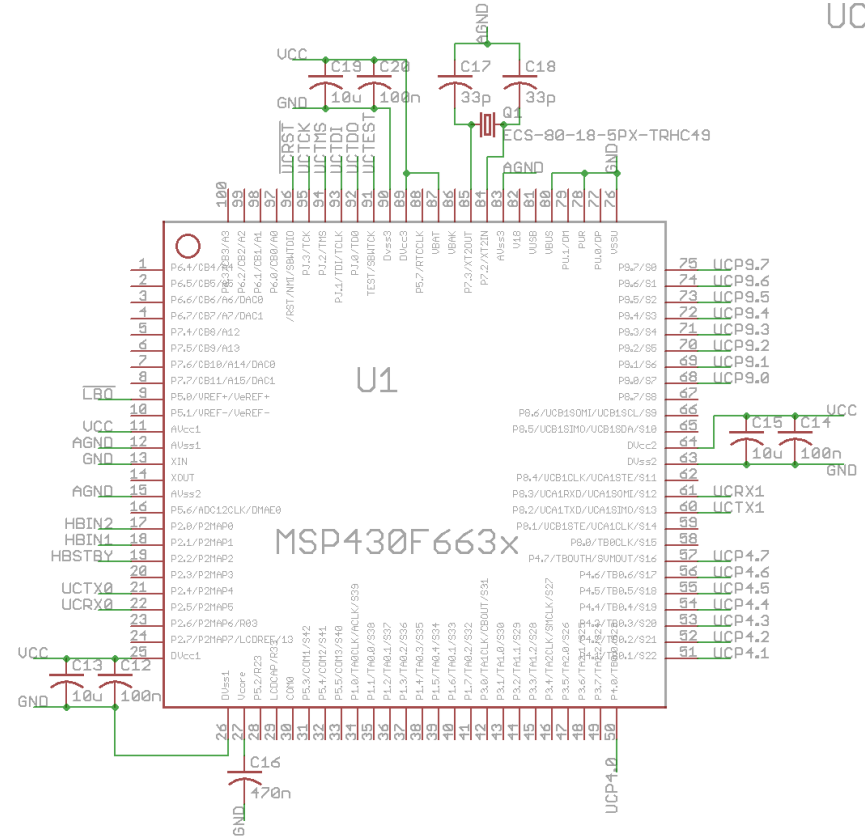 UC
AGND
VCC
C19
C20
C17
C18
10u
100n
33p
33p
GND
Q1
ECS-80-18-5PX-TRHC49
UCRST
UCTCK
UCTMS
UCTDI
UCTDO
UCTEST
AGND
GND
100
99
98
97
96
95
94
93
92
91
90
89
88
87
86
85
84
83
82
81
80
79
78
77
76
P6.3/CB3/A3
P6.2/CB2/A2
P6.1/CB1/A1
P6.0/CB0/A0
/RST/NMI/SBWTDIO
PJ.3/TCK
PJ.2/TMS
PJ.1/TDI/TCLK
PJ.0/TDO
TEST/SBWTCK
DVss3
DVcc3
P5.7/RTCCLK
VBAT
VBAK
P7.3/XT2OUT
P7.2/XT2IN
AVss3
V18
VUSB
VBUS
PU.1/DM
PUR
PU.0/DP
VSSU
1 P6.4/CB4/A4
2 P6.5/CB5/A5
3 P6.6/CB6/A6/DAC0
4 P6.7/CB7/A7/DAC1
5 P7.4/CB8/A12
6 P7.5/CB9/A13
7 P7.6/CB10/A14/DAC0
8 P7.7/CB11/A15/DAC1
LBO 9 P5.0/VREF+/VeREF+
10 P5.1/VREF-/VeREF-
VCC 11 AVcc1
AGND 12 AVss1
GND 13 XIN
14 XOUT
AGND 15 AVss2
16 P5.6/ADC12CLK/DMAE0
HBIN2 17 P2.0/P2MAP0
HBIN1 18 P2.1/P2MAP1
HBSTBY 19 P2.2/P2MAP2
20 P2.3/P2MAP3
UCTX0 21 P2.4/P2MAP4
UCRX0 22 P2.5/P2MAP5
23 P2.6/P2MAP6/R03
24 P2.7/P2MAP7/LCDREF/13
25 DVcc1
U1
MSP430F663x
P9.7/S0 75 UCP9.7
P9.6/S1 74 UCP9.6
P9.5/S2 73 UCP9.5
P9.4/S3 72 UCP9.4
P9.3/S4 71 UCP9.3
P9.2/S5 70 UCP9.2
P9.1/S6 69 UCP9.1
P9.0/S7 68 UCP9.0
P8.7/S8 67
P8.6/UCB1SOMI/UCB1SCL/S9 66
P8.5/UCB1SIMO/UCB1SDA/S10 65
DVcc2 64
DVss2 63
P8.4/UCB1CLK/UCA1STE/S11 62
P8.3/UCA1RXD/UCA1SOMI/S12 61 UCRX1
P8.2/UCA1TXD/UCA1SIMO/S13 60 UCTX1
P8.1/UCB1STE/UCA1CLK/S14 59
P8.0/TB0CLK/S15 58
P4.7/TBOUTH/SVMOUT/S16 57 UCP4.7
P4.6/TB0.6/S17 56 UCP4.6
P4.5/TB0.5/S18 55 UCP4.5
P4.4/TB0.4/S19 54 UCP4.4
P4.3/TB0.3/S20 53 UCP4.3
P4.2/TB0.2/S21 52 UCP4.2
P4.1/TB0.1/S22 51 UCP4.1
VCC
C15
C14
10u
100n
GND
VCC
C13
C12
10u
100n
GND
DVss1
Vcore
P5.2/R23
LCDCAP/R33
COM0
P5.3/COM1/S42
P5.4/COM2/S41
P5.5/COM3/S40
P1.0/TA0CLK/ACLK/S39
P1.1/TA0.0/S38
P1.2/TA0.1/S37
P1.3/TA0.2/S36
P1.4/TA0.3/S35
P1.5/TA0.4/S34
P1.6/TA0.1/S33
P1.7/TA0.2/S32
P3.0/TA1CLK/CBOUT/S31
P3.1/TA1.0/S30
P3.2/TA1.1/S29
P3.3/TA1.2/S28
P3.4/TA2CLK/SMCLK/S27
P3.5/TA2.0/S26
26
27
28
29
30
31
32
33
34
35
36
37
38
39
40
41
42
43
44
45
46
47
48
49
50
C16
470n
GND
UCP4.0